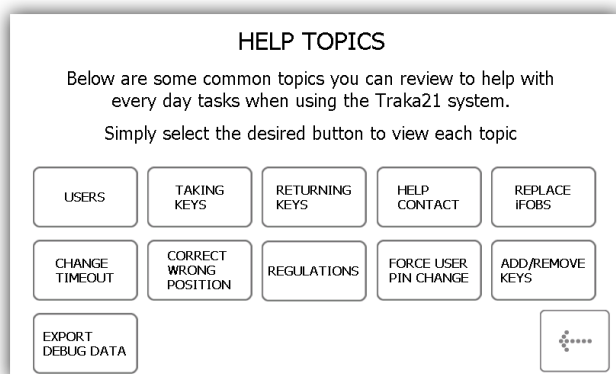 HELP TOPICS
Below are some common topics you can review to help with
every day tasks when using the Traka21 system.
Simply select the desired button to view each topic
USERS
TAKING
KEYS
RETURNING
KEYS
HELP
CONTACT
REPLACE
iFOBS
CHANGE
TIMEOUT
CORRECT
WRONG
POSITION
REGULATIONS
FORCE USER
PIN CHANGE
ADD/REMOVE
KEYS
EXPORT
DEBUG DATA